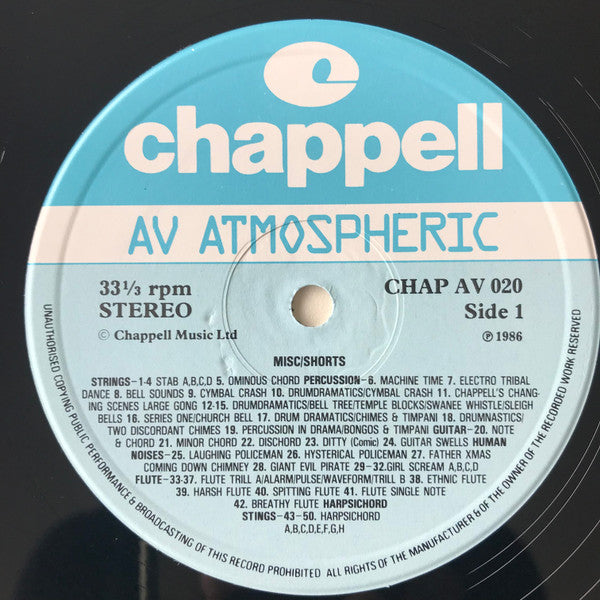 chappell
AV ATMOSPHERIC
33 1/3 rpm
STEREO
© Chappell Music Ltd
CHAP AV 020
Side 1
℗ 1986
MISC/SHORTS
STRINGS–1-4 STAB A,B,C,D 5. OMINOUS CHORD PERCUSSION–6. MACHINE TIME 7. ELECTRO TRIBAL
DANCE 8. BELL SOUNDS 9. CYMBAL CRASH 10. DRUMDRAMATICS/CYMBAL CRASH 11. CHAPPELL'S CHANG-
ING SCENES LARGE GONG 12-15. DRUMDRAMATICS/BELL TREE/TEMPLE BLOCKS/SWANEE WHISTLE/SLEIGH
BELLS 16. SERIES ONE/CHURCH BELL 17. DRUM DRAMATICS/CHIMES & TIMPANI 18. DRUMNASTICS/
TWO DISCORDANT CHIMES 19. PERCUSSION IN DRAMA/BONGOS & TIMPANI GUITAR–20. NOTE
& CHORD 21. MINOR CHORD 22. DISCHORD 23. DITTY (Comic) 24. GUITAR SWELLS HUMAN
NOISES–25. LAUGHING POLICEMAN 26. HYSTERICAL POLICEMAN 27. FATHER XMAS
COMING DOWN CHIMNEY 28. GIANT EVIL PIRATE 29–32.GIRL SCREAM A,B,C,D
FLUTE–33-37. FLUTE TRILL A/ALARM/PULSE/WAVEFORM/TRILL B 38. ETHNIC FLUTE
39. HARSH FLUTE 40. SPITTING FLUTE 41. FLUTE SINGLE NOTE
42. BREATHY FLUTE HARPSICHORD
STINGS–43-50. HARPSICHORD
A,B,C,D,E,F,G,H
UNAUTHORISED COPYING PUBLIC PERFORMANCE & BROADCASTING OF THIS RECORD PROHIBITED ALL RIGHTS OF THE MANUFACTURER & OF THE OWNER OF THE RECORDED WORK RESERVED